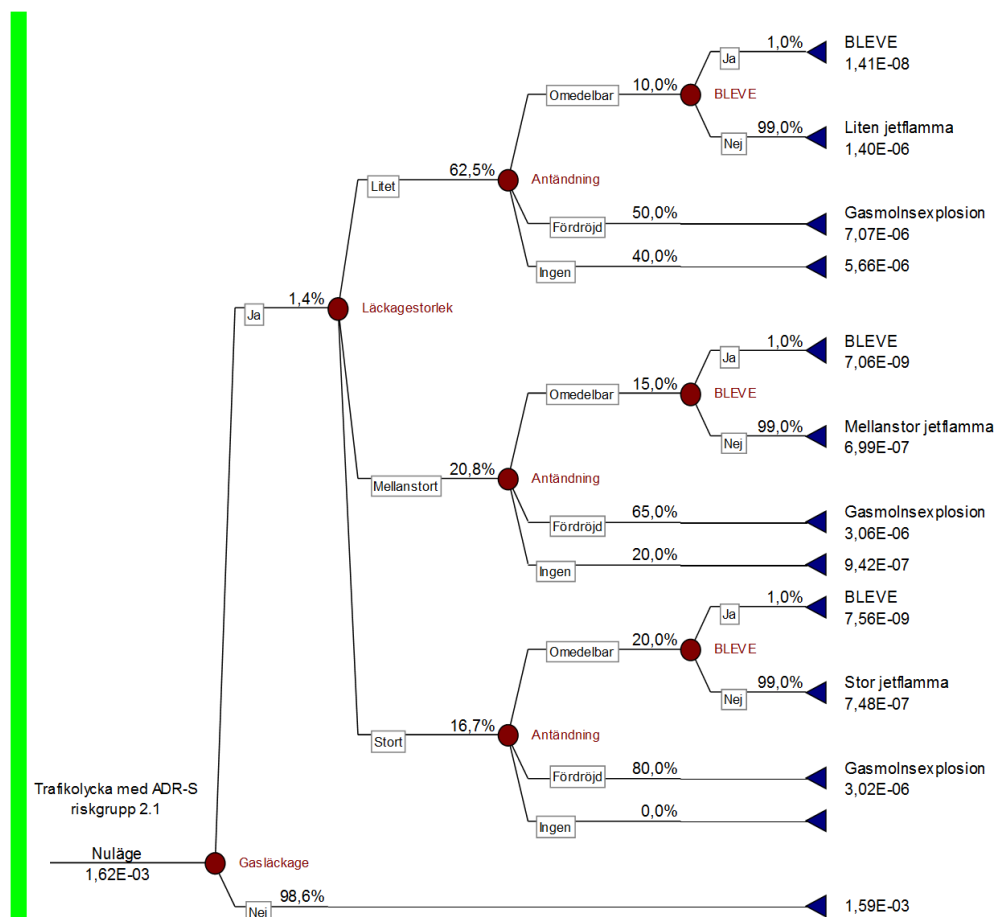 1,0%
BLEVE
Ja
1,41E-08
10,0%
Omedelbar
BLEVE
99,0%
Liten jetflamma
Nej
1,40E-06
62,5%
Litet
Antändning
50,0%
Gasmolnsexplosion
Fördröjd
7,07E-06
40,0%
Ingen
5,66E-06
1,4%
Ja
Läckagestorlek
1,0%
BLEVE
Ja
7,06E-09
15,0%
Omedelbar
BLEVE
99,0%
Mellanstor jetflamma
Nej
6,99E-07
20,8%
Mellanstort
Antändning
65,0%
Gasmolnsexplosion
Fördröjd
3,06E-06
20,0%
Ingen
9,42E-07
1,0%
BLEVE
Ja
7,56E-09
20,0%
Omedelbar
BLEVE
99,0%
Stor jetflamma
Nej
7,48E-07
16,7%
Stort
Antändning
80,0%
Gasmolnsexplosion
Fördröjd
3,02E-06
0,0%
Ingen
Trafikolycka med ADR-S
riskgrupp 2.1
Nuläge
1,62E-03
Gasläckage
98,6%
Nej
1,59E-03